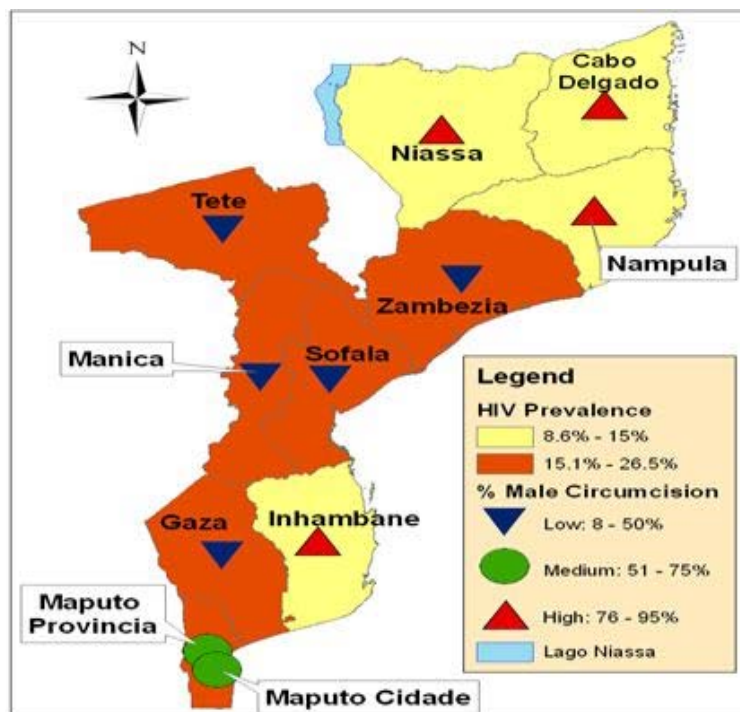 N
Cabo
Delgado
Niassa
Tete
Nampula
Zambezia
Manica
Sofala
Gaza
Inhambane
Maputo
Provincia
Maputo Cidade
Legend
HIV Prevalence
8.6% - 15%
15.1% - 26.5%
% Male Circumcision
Low: 8 - 50%
Medium: 51 - 75%
High: 76 - 95%
Lago Niassa